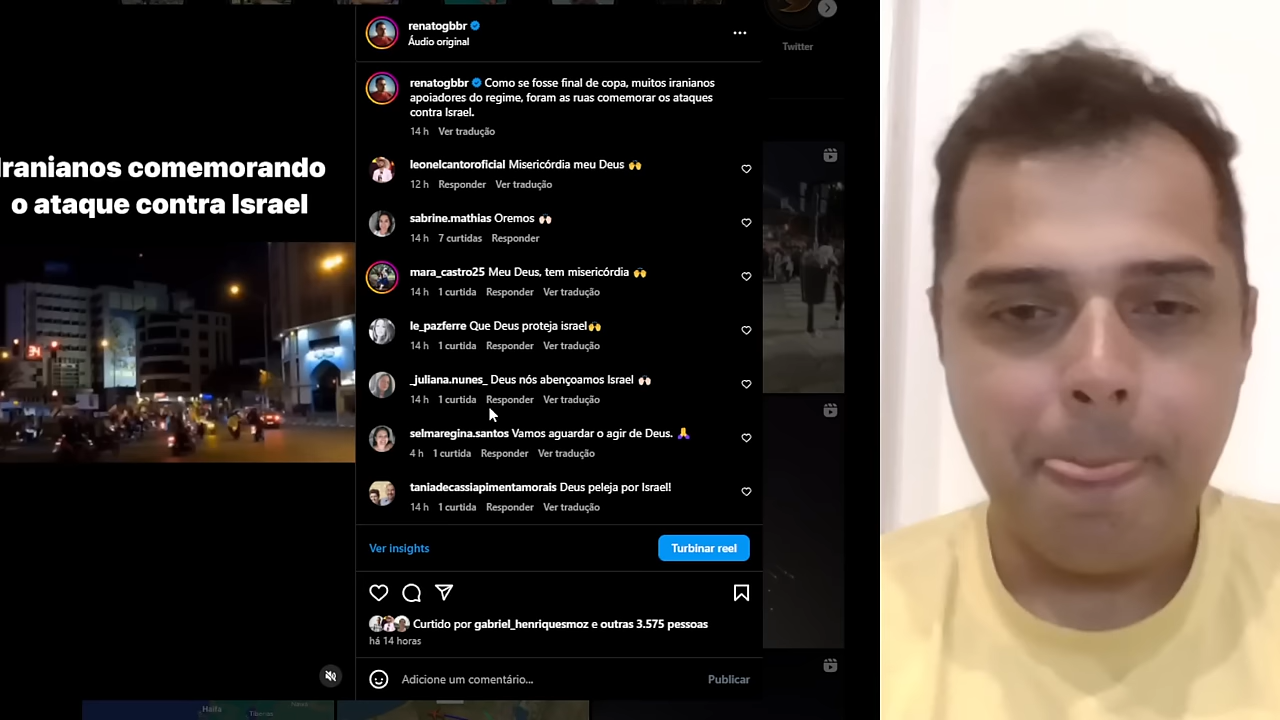 Iranianos comemorando
o ataque contra Israel
34
renatogbbr
Áudio original
renatogbbr Como se fosse final de copa, muitos iranianos
apoiadores do regime, foram as ruas comemorar os ataques
contra Israel.
14 h Ver tradução
leonelcantoroficial Misericórdia meu Deus 🙌
12 h Responder Ver tradução
sabrine.mathias Oremos 🙌🏻
14 h 7 curtidas Responder
mara_castro25 Meu Deus, tem misericórdia 🙌
14 h 1 curtida Responder Ver tradução
le_pazferre Que Deus proteja israel🙌
14 h 1 curtida Responder Ver tradução
_juliana.nunes_ Deus nós abençoamos Israel 🙌🏻
14 h 1 curtida Responder Ver tradução
selmaregina.santos Vamos aguardar o agir de Deus. 🙏
4 h 1 curtida Responder Ver tradução
taniadecassiapimentamorais Deus peleja por Israel!
14 h 1 curtida Responder Ver tradução
Ver insights
Turbinar reel
Curtido por gabriel_henriquesmoz e outras 3.575 pessoas
há 14 horas
Adicione um comentário...
Publicar
Twitter
Haifa